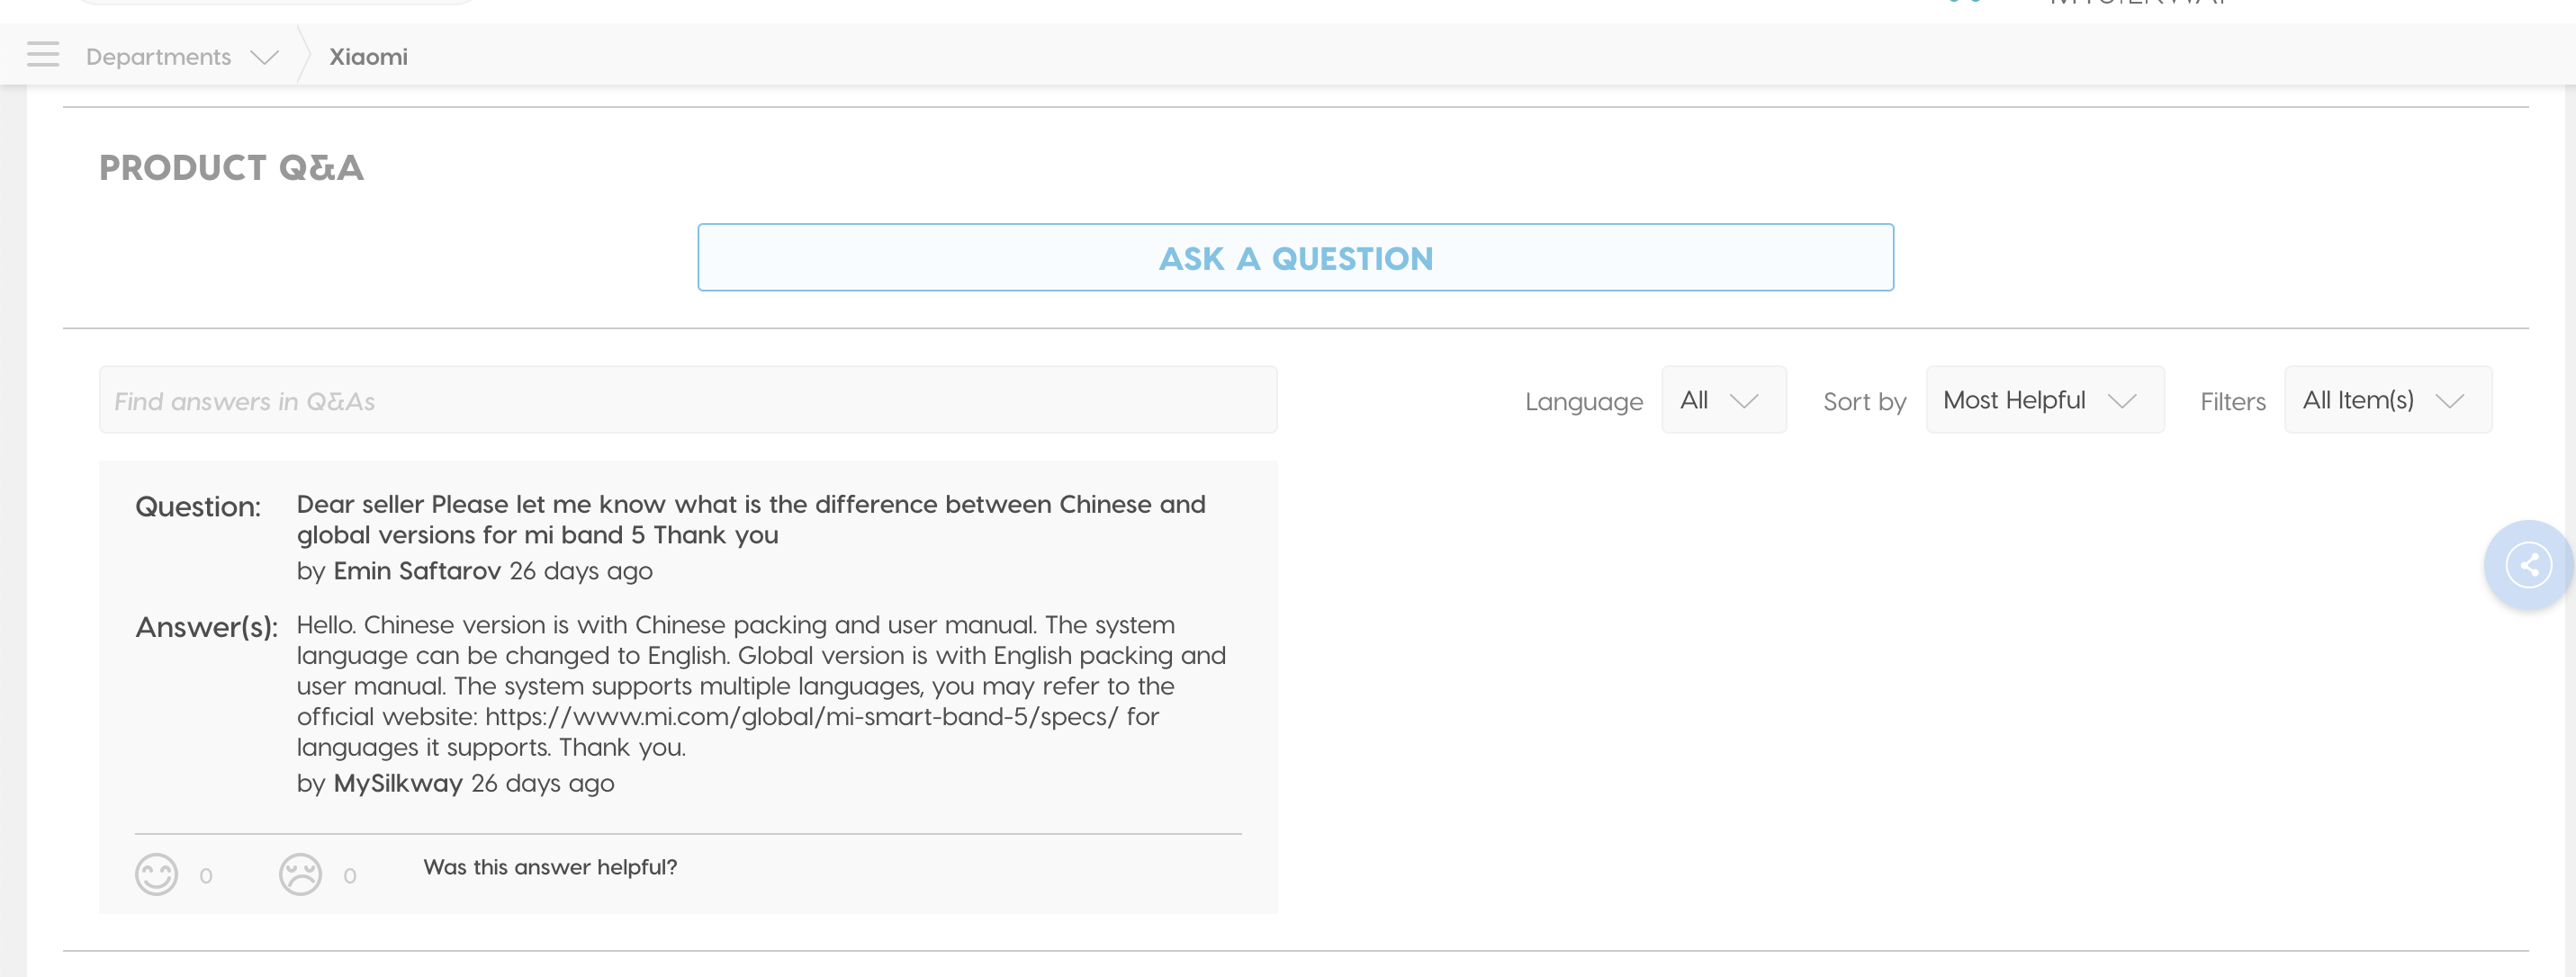 Departments
Xiaomi
PRODUCT Q&A
ASK A QUESTION
Find answers in Q&As
Language All Sort by Most Helpful Filters All Item(s)
Question: Dear seller Please let me know what is the difference between Chinese and
global versions for mi band 5 Thank you
by Emin Saftarov 26 days ago
Answer(s): Hello. Chinese version is with Chinese packing and user manual. The system
language can be changed to English. Global version is with English packing and
user manual. The system supports multiple languages, you may refer to the
official website: https://www.mi.com/global/mi-smart-band-5/specs/ for
languages it supports. Thank you.
by MySilkway 26 days ago
0 0 Was this answer helpful?